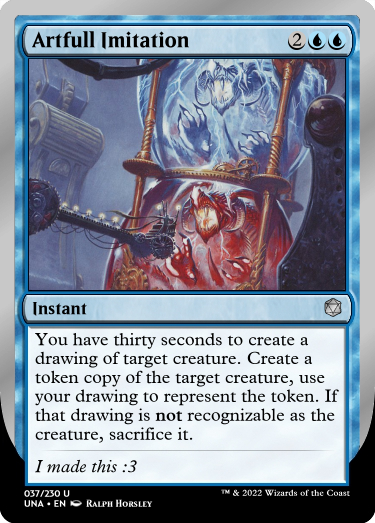 Artfull Imitation 2
Instant
You have thirty seconds to create a
drawing of target creature. Create a
token copy of the target creature, use
your drawing to represent the token. If
that drawing is not recognizable as the
creature, sacrifice it.
I made this :3
037/230 U
™ & 2022 Wizards of the Coast
UNA • EN Ralph Horsley